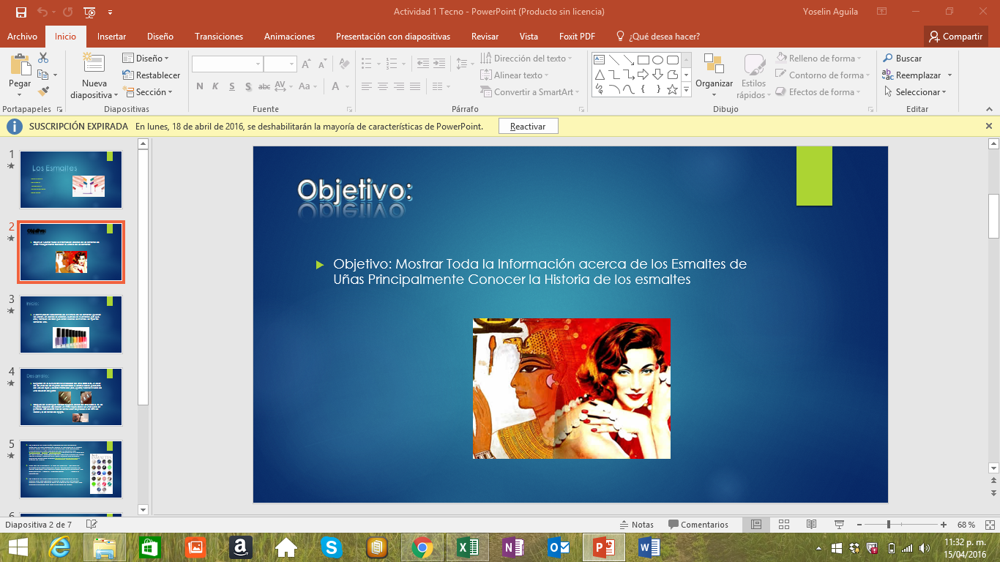 Actividad 1 Tecno - PowerPoint (Producto sin licencia)
Yoselin Aguila
Archivo Inicio Insertar Diseño Transiciones Animaciones Presentación con diapositivas Revisar Vista Foxit PDF ¿Qué desea hacer? Compartir
Pegar
Portapapeles
Nueva
diapositiva
Diseño
Restablecer
Sección
Diapositivas
N K S S abc AV Aa A
Fuente
Dirección del texto
Alinear texto
Convertir a SmartArt
Párrafo
Organizar
Estilos
rápidos
Relleno de forma
Contorno de forma
Efectos de forma
Dibujo
Buscar
Reemplazar
Seleccionar
Editar
SUSCRIPCIÓN EXPIRADA En lunes, 18 de abril de 2016, se deshabilitarán la mayoría de características de PowerPoint. Reactivar
1
Los Esmaltes
2
Objetivo:
3
Inicio:
4
Desarrollo:
5
6
Objetivo:
Objetivo: Mostrar Toda la Información acerca de los Esmaltes de
Uñas Principalmente Conocer la Historia de los esmaltes
Diapositiva 2 de 7
Notas Comentarios 68 %
11:32 p. m.
15/04/2016